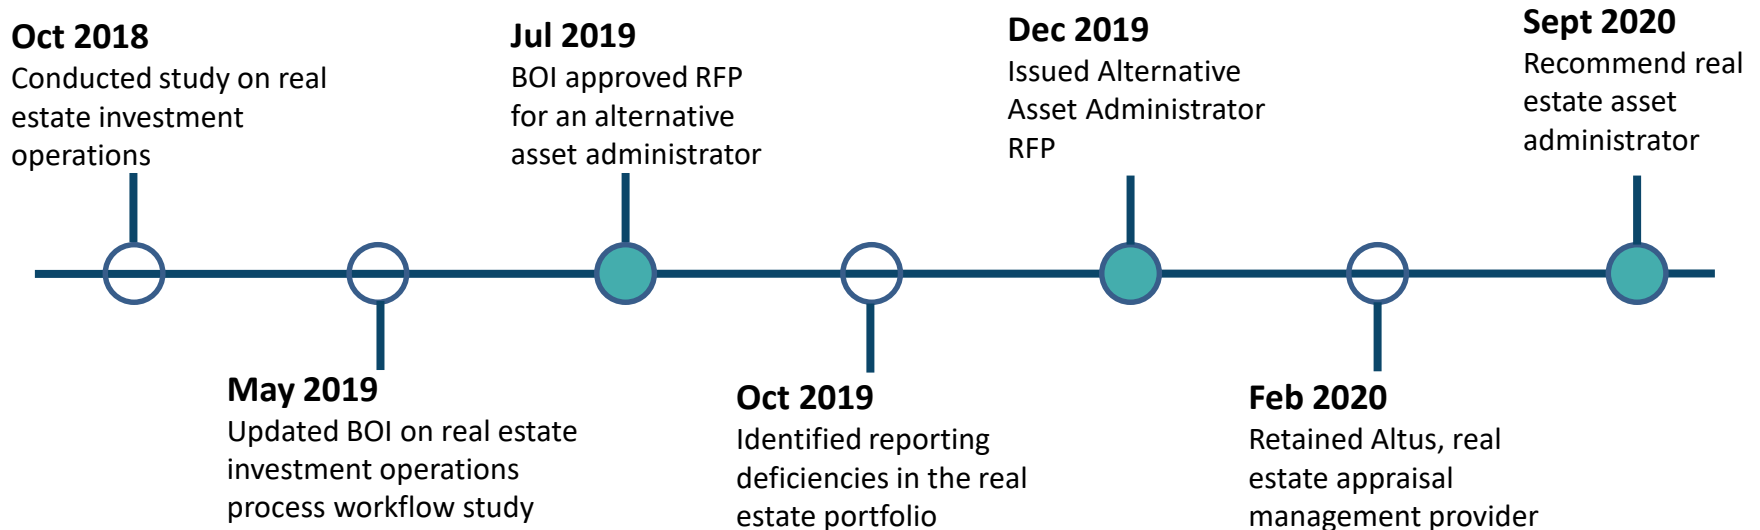 Oct 2018
Conducted study on real
estate investment
operations
May 2019
Updated BOI on real estate
investment operations
process workflow study
Jul 2019
BOI approved RFP
for an alternative
asset administrator
Oct 2019
Identified reporting
deficiencies in the real
estate portfolio
Dec 2019
Issued Alternative
Asset Administrator
RFP
Feb 2020
Retained Altus, real
estate appraisal
management provider
Sept 2020
Recommend real
estate asset
administrator